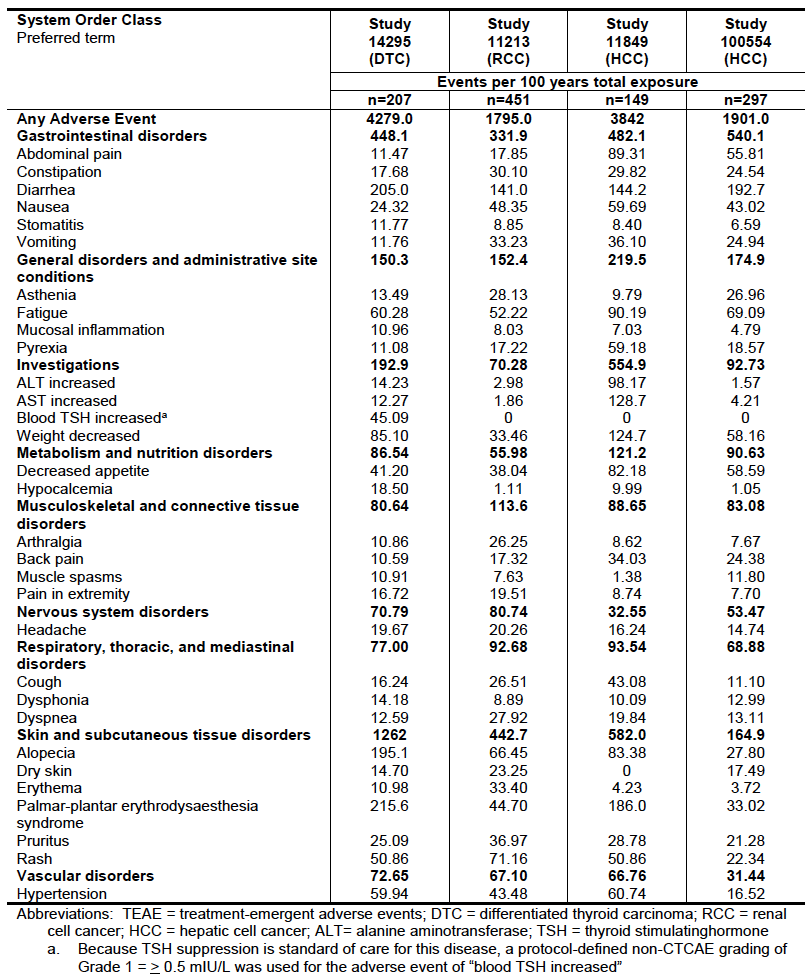 System Order Class Study Study Study Study
Preferred term 14295 11213 11849 100554
(DTC) (RCC) (HCC) (HCC)
Events per 100 years total exposure
n=207 n=451 n=149 n=297
Any Adverse Event 4279.0 1795.0 3842 1901.0
Gastrointestinal disorders 448.1 331.9 482.1 540.1
Abdominal pain 11.47 17.85 89.31 55.81
Constipation 17.68 30.10 29.82 24.54
Diarrhea 205.0 141.0 144.2 192.7
Nausea 24.32 48.35 59.69 43.02
Stomatitis 11.77 8.85 8.40 6.59
Vomiting 11.76 33.23 36.10 24.94
General disorders and administrative site 150.3 152.4 219.5 174.9
conditions
Asthenia 13.49 28.13 9.79 26.96
Fatigue 60.28 52.22 90.19 69.09
Mucosal inflammation 10.96 8.03 7.03 4.79
Pyrexia 11.08 17.22 59.18 18.57
Investigations 192.9 70.28 554.9 92.73
ALT increased 14.23 2.98 98.17 1.57
AST increased 12.27 1.86 128.7 4.21
Blood TSH increasedᵃ 45.09 0 0 0
Weight decreased 85.10 33.46 124.7 58.16
Metabolism and nutrition disorders 86.54 55.98 121.2 90.63
Decreased appetite 41.20 38.04 82.18 58.59
Hypocalcemia 18.50 1.11 9.99 1.05
Musculoskeletal and connective tissue 80.64 113.6 88.65 83.08
disorders
Arthralgia 10.86 26.25 8.62 7.67
Back pain 10.59 17.32 34.03 24.38
Muscle spasms 10.91 7.63 1.38 11.80
Pain in extremity 16.72 19.51 8.74 7.70
Nervous system disorders 70.79 80.74 32.55 53.47
Headache 19.67 20.26 16.24 14.74
Respiratory, thoracic, and mediastinal 77.00 92.68 93.54 68.88
disorders
Cough 16.24 26.51 43.08 11.10
Dysphonia 14.18 8.89 10.09 12.99
Dyspnea 12.59 27.92 19.84 13.11
Skin and subcutaneous tissue disorders 1262 442.7 582.0 164.9
Alopecia 195.1 66.45 83.38 27.80
Dry skin 14.70 23.25 0 17.49
Erythema 10.98 33.40 4.23 3.72
Palmar-plantar erythrodysaesthesia 215.6 44.70 186.0 33.02
syndrome
Pruritus 25.09 36.97 28.78 21.28
Rash 50.86 71.16 50.86 22.34
Vascular disorders 72.65 67.10 66.76 31.44
Hypertension 59.94 43.48 60.74 16.52
Abbreviations: TEAE = treatment-emergent adverse events; DTC = differentiated thyroid carcinoma; RCC = renal
cell cancer; HCC = hepatic cell cancer; ALT= alanine aminotransferase; TSH = thyroid stimulatinghormone
a. Because TSH suppression is standard of care for this disease, a protocol-defined non-CTCAE grading of
Grade 1 = ≥ 0.5 mIU/L was used for the adverse event of “blood TSH increased”